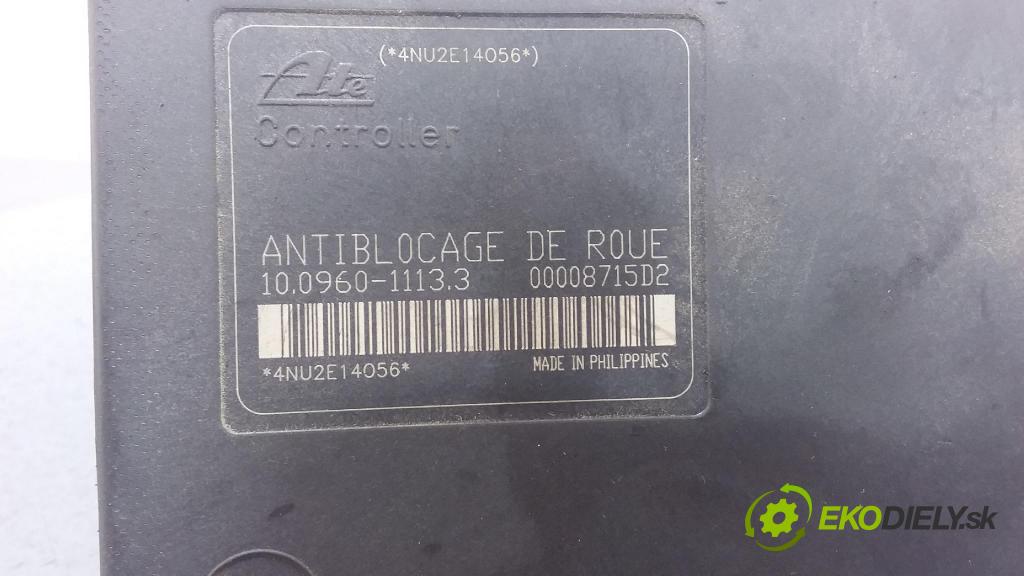 (*4NU2E14056*)
Ate
Controller
ANTIBLOCAGE DE ROUE
10.0960-1113.3 00008715D2
*4NU2E14056* MADE IN PHILIPPINES
EKODIELY.sk